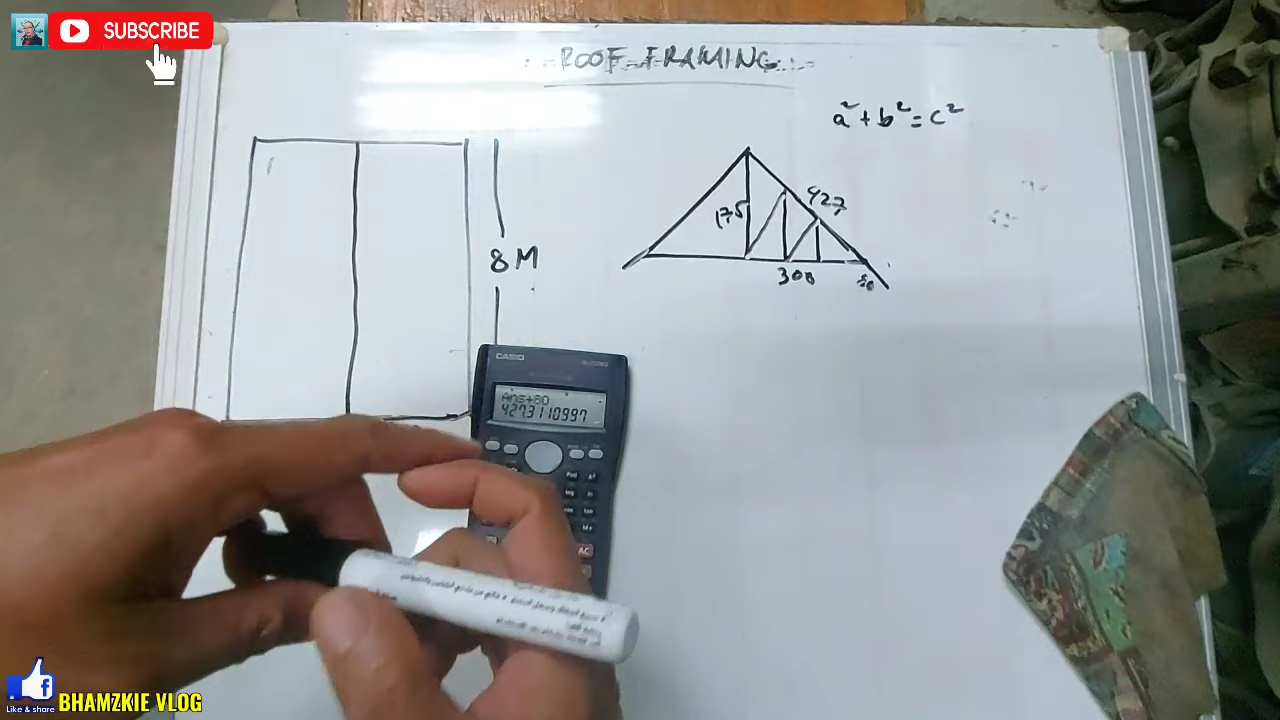 SUBSCRIBE
ROOF FRAMING
a² + b² = c²
427
175
300
8M
CASIO
Ans+80
427.3110997
AC
Like & share
BHAMZKIE VLOG